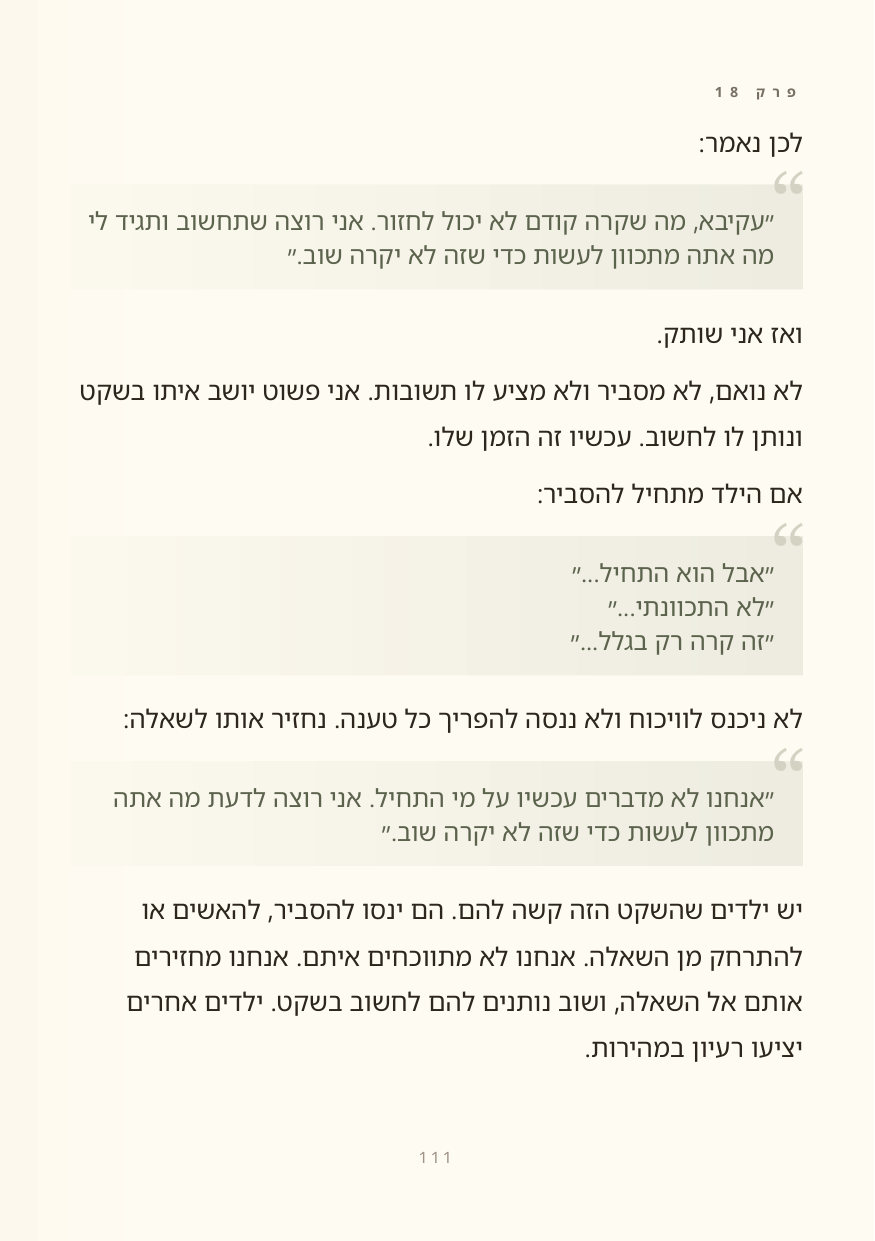 פרק 18
לכן נאמר:
“
״עקיבא, מה שקרה קודם לא יכול לחזור. אני רוצה שתחשוב ותגיד לי
מה אתה מתכוון לעשות כדי שזה לא יקרה שוב.״
ואז אני שותק.
לא נואם, לא מסביר ולא מציע לו תשובות. אני פשוט יושב איתו בשקט
ונותן לו לחשוב. עכשיו זה הזמן שלו.
אם הילד מתחיל להסביר:
“
״אבל הוא התחיל...״
״לא התכוונתי...״
״זה קרה רק בגלל...״
לא ניכנס לוויכוח ולא ננסה להפריך כל טענה. נחזיר אותו לשאלה:
“
״אנחנו לא מדברים עכשיו על מי התחיל. אני רוצה לדעת מה אתה
מתכוון לעשות כדי שזה לא יקרה שוב.״
יש ילדים שהשקט הזה קשה להם. הם ינסו להסביר, להאשים או
להתרחק מן השאלה. אנחנו לא מתווכחים איתם. אנחנו מחזירים
אותם אל השאלה, ושוב נותנים להם לחשוב בשקט. ילדים אחרים
יציעו רעיון במהירות.
111